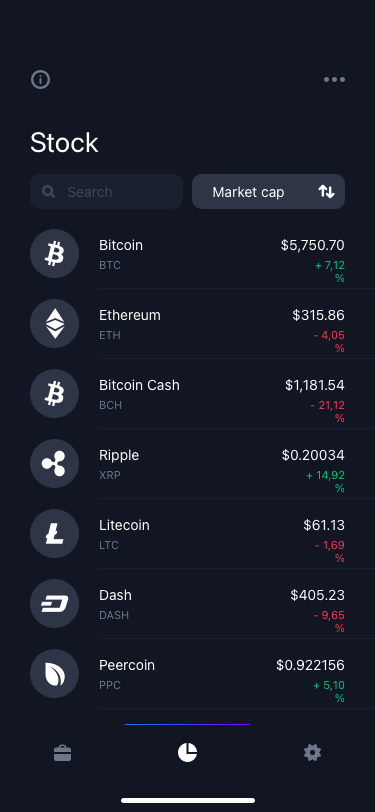 Stock
Search
Market cap
Bitcoin
$5,750.70
BTC
+ 7,12
%
Ethereum
$315.86
ETH
- 4,05
%
Bitcoin Cash
$1,181.54
BCH
- 21,12
%
Ripple
$0.20034
XRP
+ 14,92
%
Litecoin
$61.13
LTC
- 1,69
%
Dash
$405.23
DASH
- 9,65
%
Peercoin
$0.922156
PPC
+ 5,10
%